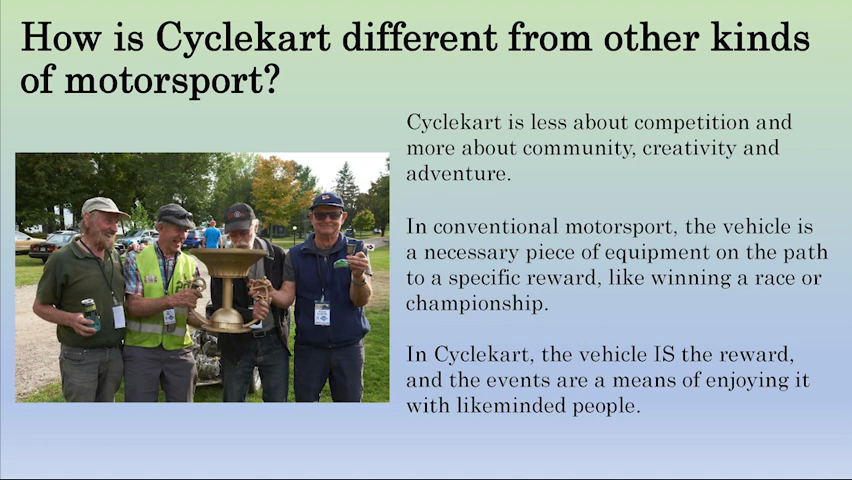 How is Cyclekart different from other kinds
of motorsport?
Cyclekart is less about competition and
more about community, creativity and
adventure.
In conventional motorsport, the vehicle is
a necessary piece of equipment on the path
to a specific reward, like winning a race or
championship.
In Cyclekart, the vehicle IS the reward,
and the events are a means of enjoying it
with likeminded people.